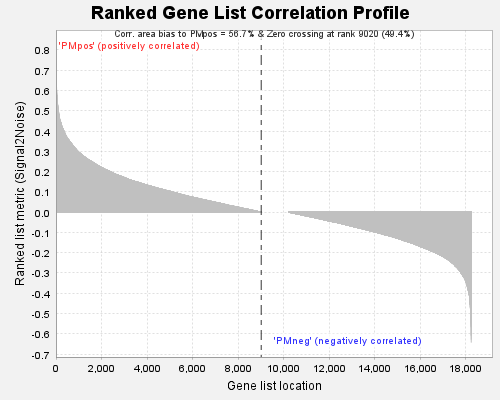 Ranked Gene List Correlation Profile
Corr. area bias to PMpos = 56.7% & Zero crossing at rank 9020 (49.4%)
'PMpos' (positively correlated)
0.8
0.7
0.6
0.5
0.4
0.3
0.2
0.1
0.0
-0.1
-0.2
-0.3
-0.4
-0.5
-0.6
-0.7
Ranked list metric (Signal2Noise)
'PMneg' (negatively correlated)
0 2,000 4,000 6,000 8,000 10,000 12,000 14,000 16,000 18,000
Gene list location